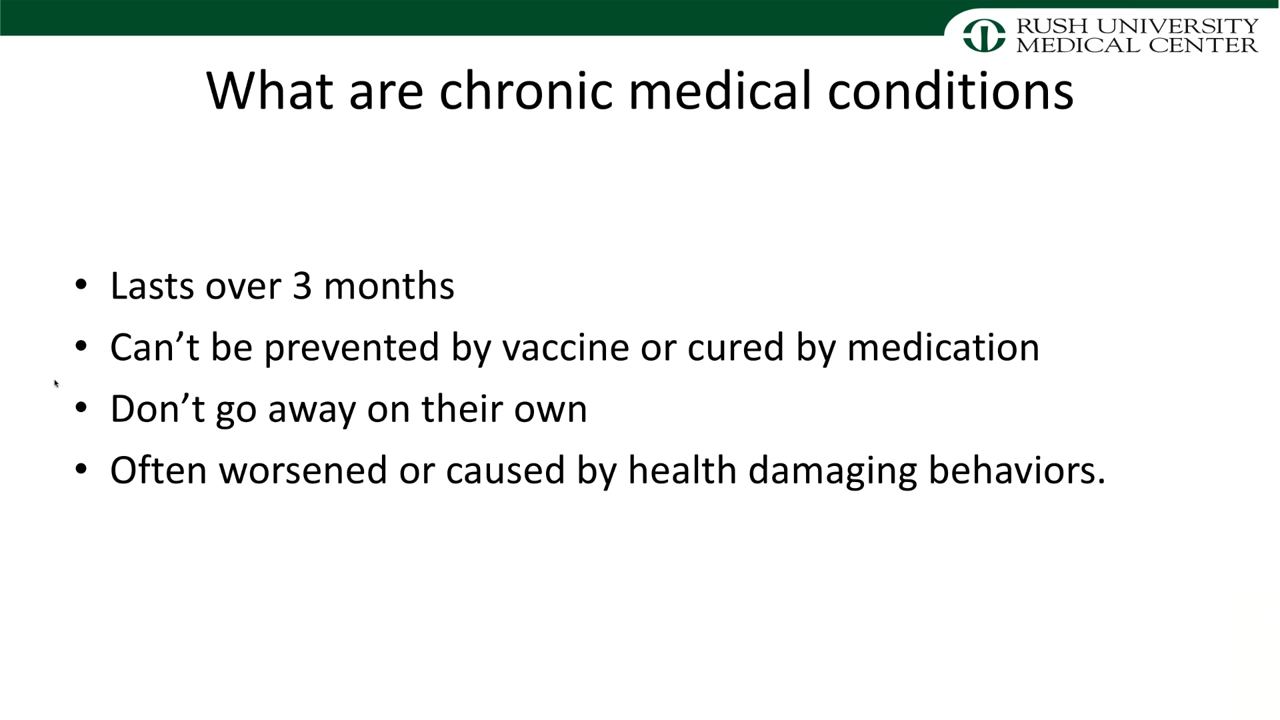 RUSH UNIVERSITY
MEDICAL CENTER
What are chronic medical conditions
• Lasts over 3 months
• Can’t be prevented by vaccine or cured by medication
• Don’t go away on their own
• Often worsened or caused by health damaging behaviors.